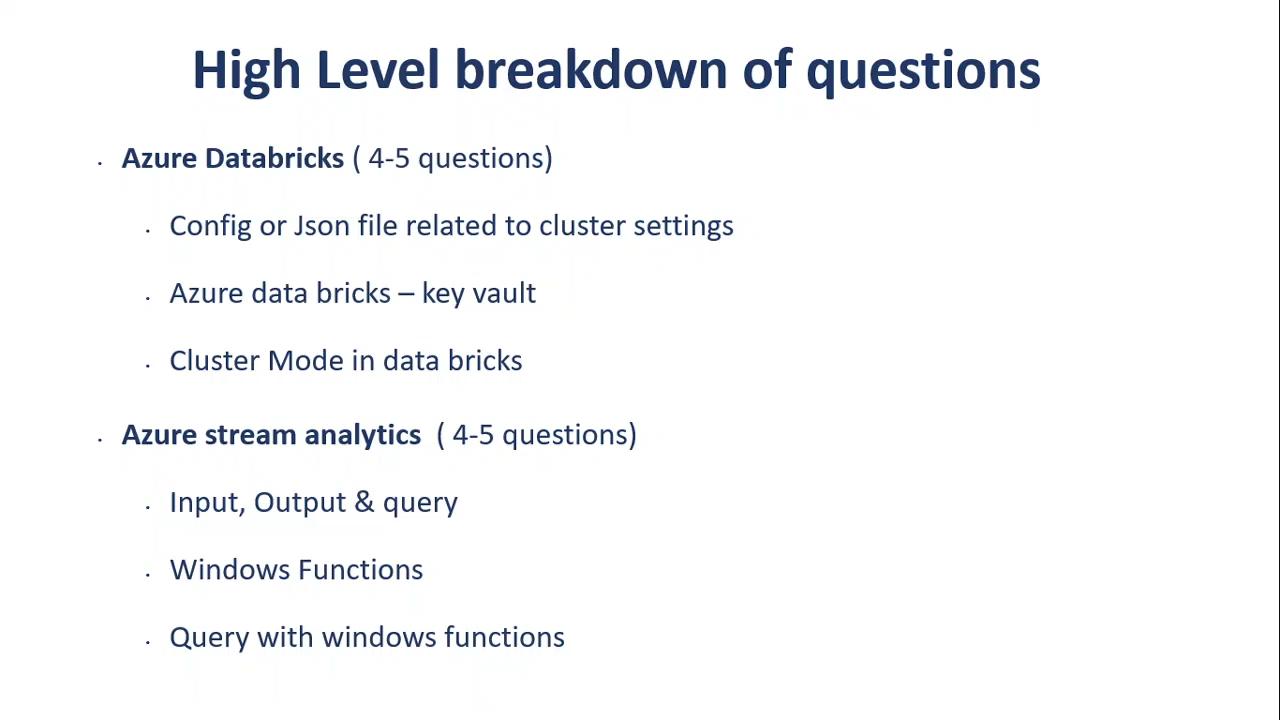 High Level breakdown of questions
· Azure Databricks ( 4-5 questions)
· Config or Json file related to cluster settings
· Azure data bricks – key vault
· Cluster Mode in data bricks
· Azure stream analytics ( 4-5 questions)
· Input, Output & query
· Windows Functions
· Query with windows functions